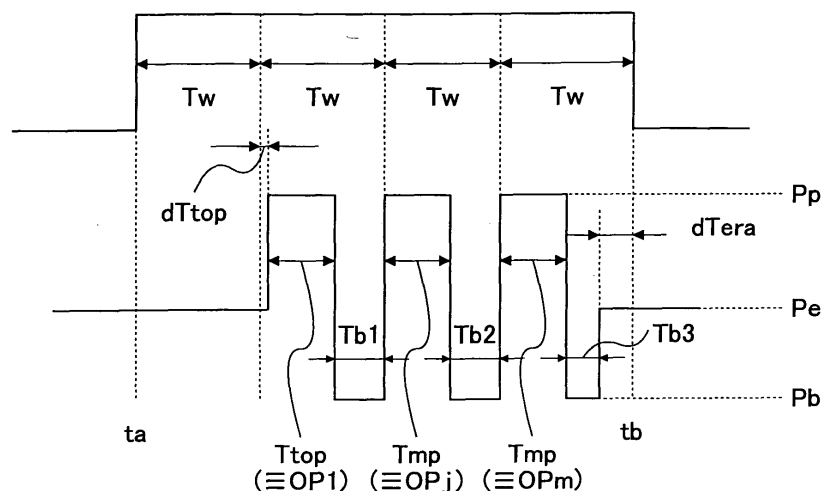 Tw Tw Tw Tw
dTtop
Pp
dTera
Pe
Tb1 Tb2 Tb3
Pb
ta tb
Ttop Tmp Tmp
(≡OP1) (≡OPj) (≡OPm)